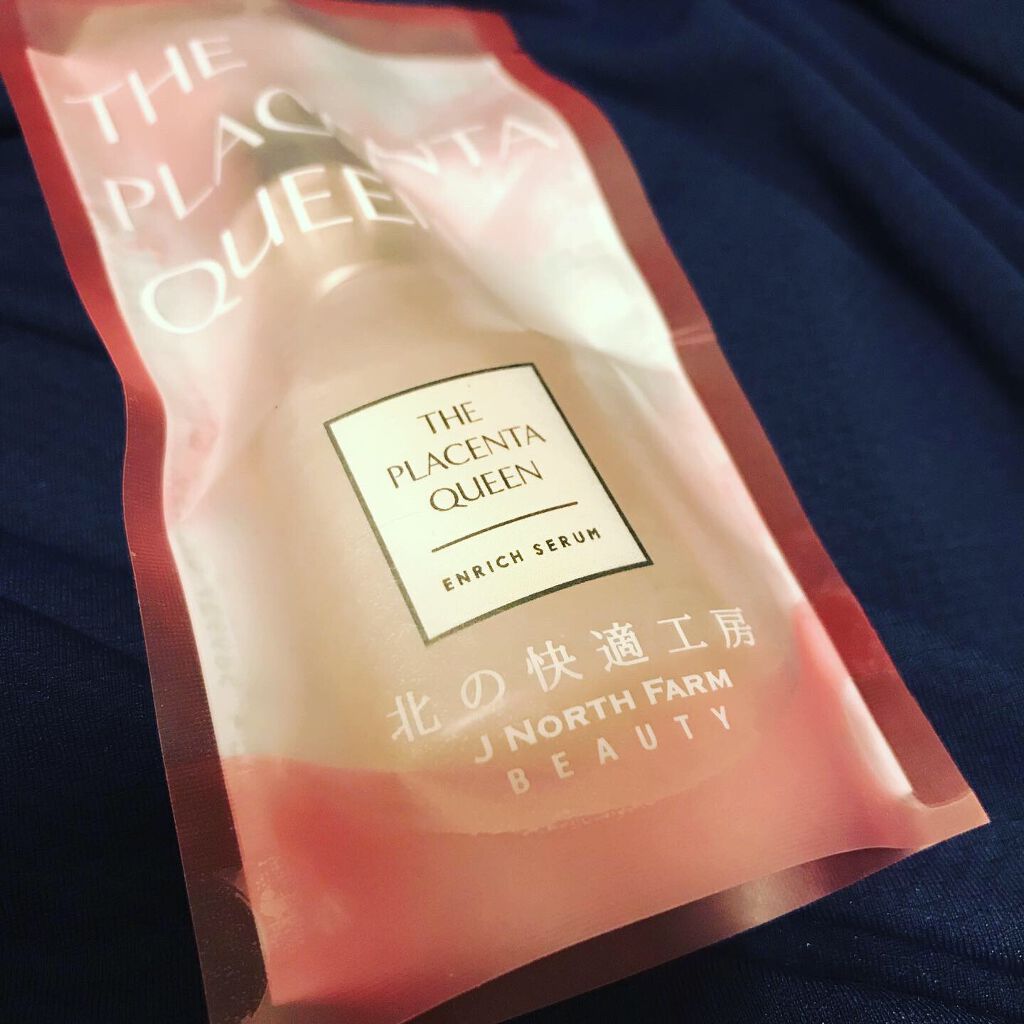 THE
PLACENTA
QUEEN
THE
PLACENTA
QUEEN
ENRICH SERUM
北の快適工房
J NORTH FARM
BEAUTY